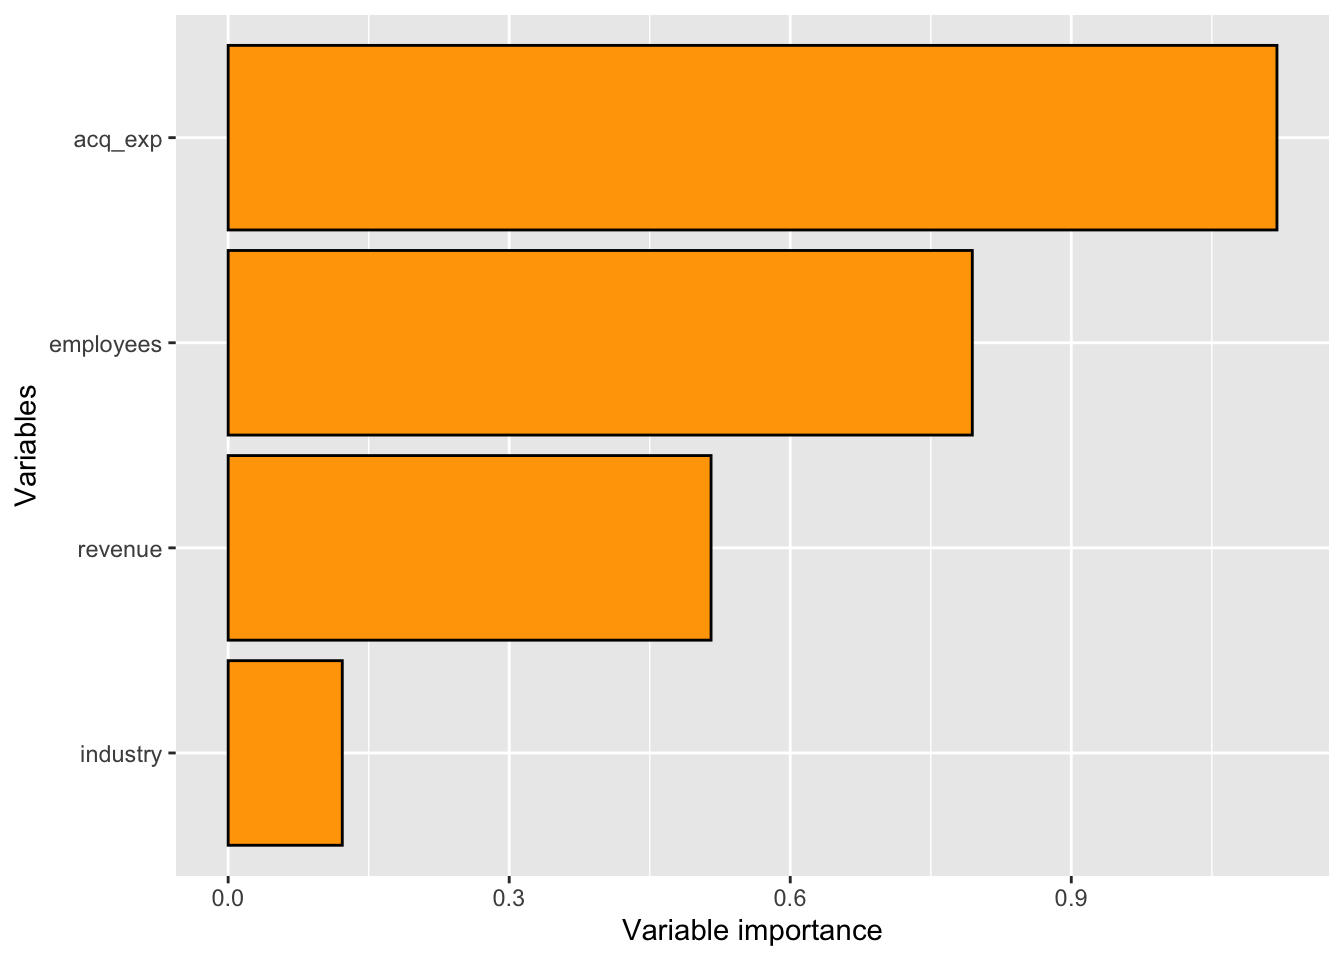 acq_exp
employees
revenue
industry
Variables
0.0 0.3 0.6 0.9
Variable importance